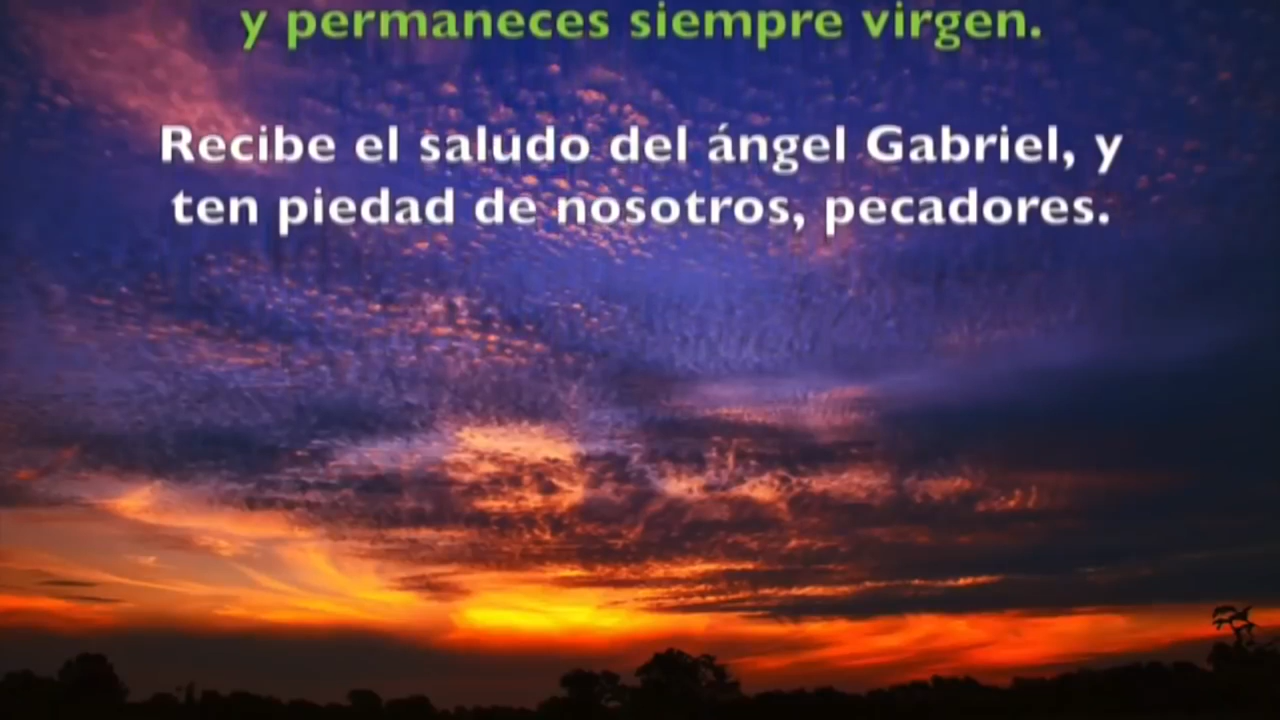 y permaneces siempre virgen.
Recibe el saludo del ángel Gabriel, y
ten piedad de nosotros, pecadores.